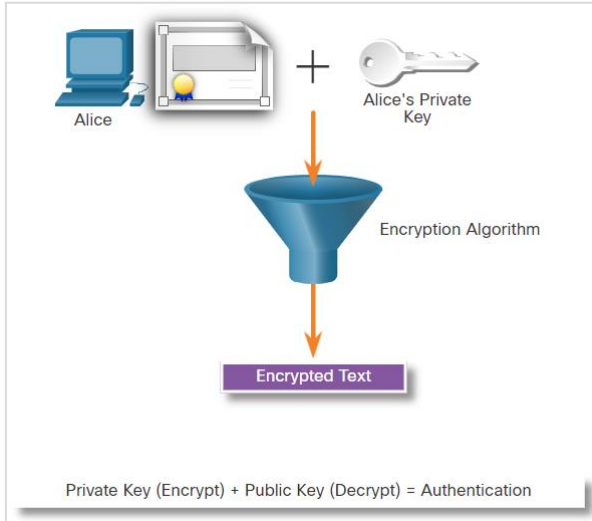 Alice
Alice's Private
Key
Encryption Algorithm
Encrypted Text
Private Key (Encrypt) + Public Key (Decrypt) = Authentication